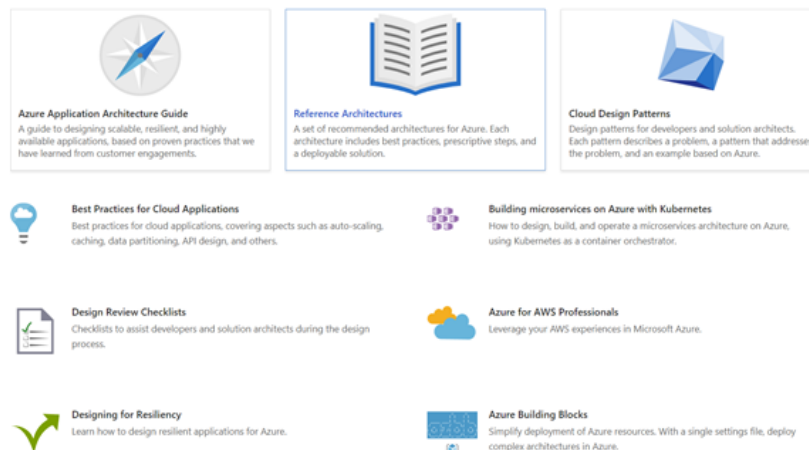 Azure Application Architecture Guide
A guide to designing scalable, resilient, and highly
available applications, based on proven practices that we
have learned from customer engagements.
Reference Architectures
A set of recommended architectures for Azure. Each
architecture includes best practices, prescriptive steps, and
a deployable solution.
Cloud Design Patterns
Design patterns for developers and solution architects.
Each pattern describes a problem, a pattern that addresse
the problem, and an example based on Azure.
Best Practices for Cloud Applications
Best practices for cloud applications, covering aspects such as auto-scaling,
caching, data partitioning, API design, and others.
Building microservices on Azure with Kubernetes
How to design, build, and operate a microservices architecture on Azure,
using Kubernetes as a container orchestrator.
Design Review Checklists
Checklists to assist developers and solution architects during the design
process.
Azure for AWS Professionals
Leverage your AWS experiences in Microsoft Azure.
Designing for Resiliency
Learn how to design resilient applications for Azure.
Azure Building Blocks
Simplify deployment of Azure resources. With a single settings file, deploy
complex architectures in Azure.